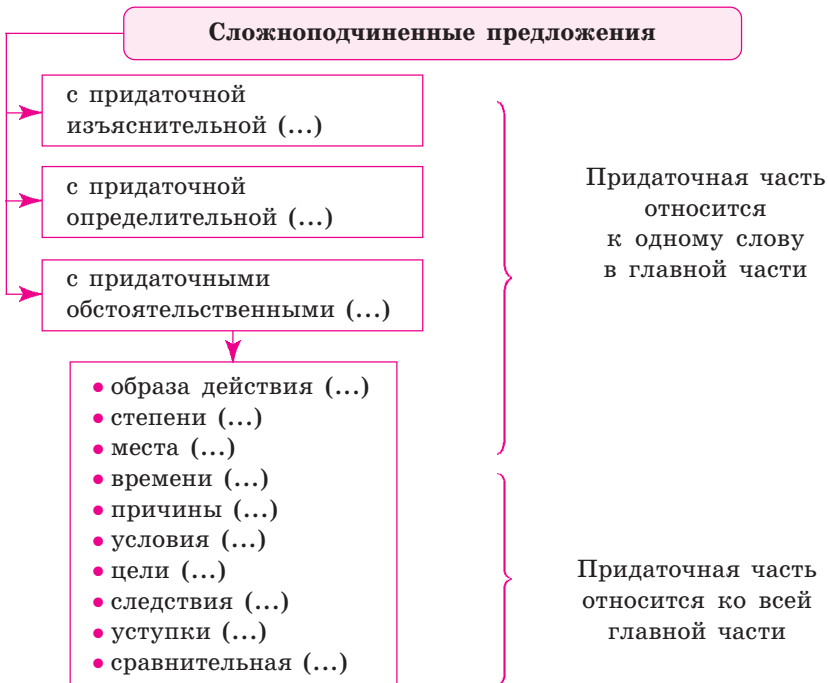 Сложноподчиненные предложения
с придаточной
изъяснительной (...)
с придаточной
определительной (...)
с придаточными
обстоятельственными (...)
Придаточная часть
относится
к одному слову
в главной части
• образа действия (...)
• степени (...)
• места (...)
• времени (...)
• причины (...)
• условия (...)
• цели (...)
• следствия (...)
• уступки (...)
• сравнительная (...)
Придаточная часть
относится ко всей
главной части